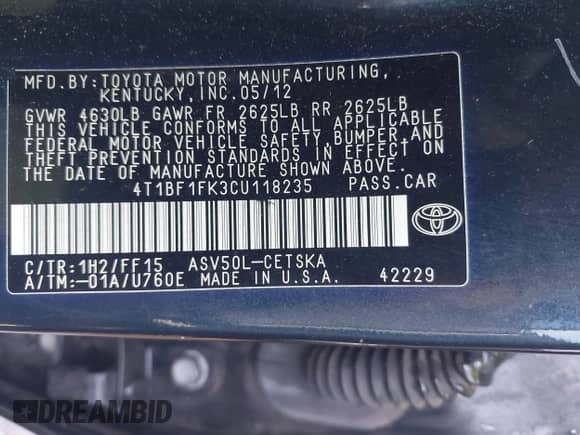 MFD. BY: TOYOTA MOTOR MANUFACTURING,
KENTUCKY, INC. 05/12
GVWR 4630LB GAWR FR 2625LB RR 2625LB
THIS VEHICLE CONFORMS TO ALL APPLICABLE
FEDERAL MOTOR VEHICLE SAFETY, BUMPER, AND
THEFT PREVENTION STANDARDS IN EFFECT ON
THE DATE OF MANUFACTURE SHOWN ABOVE.
4T1BF1FK3CU118235 PASS. CAR
C/TR: 1H2/FF15 ASV50L-CETSKA
A/TM: -01A/U760E MADE IN U.S.A. 42229
DREAMBID